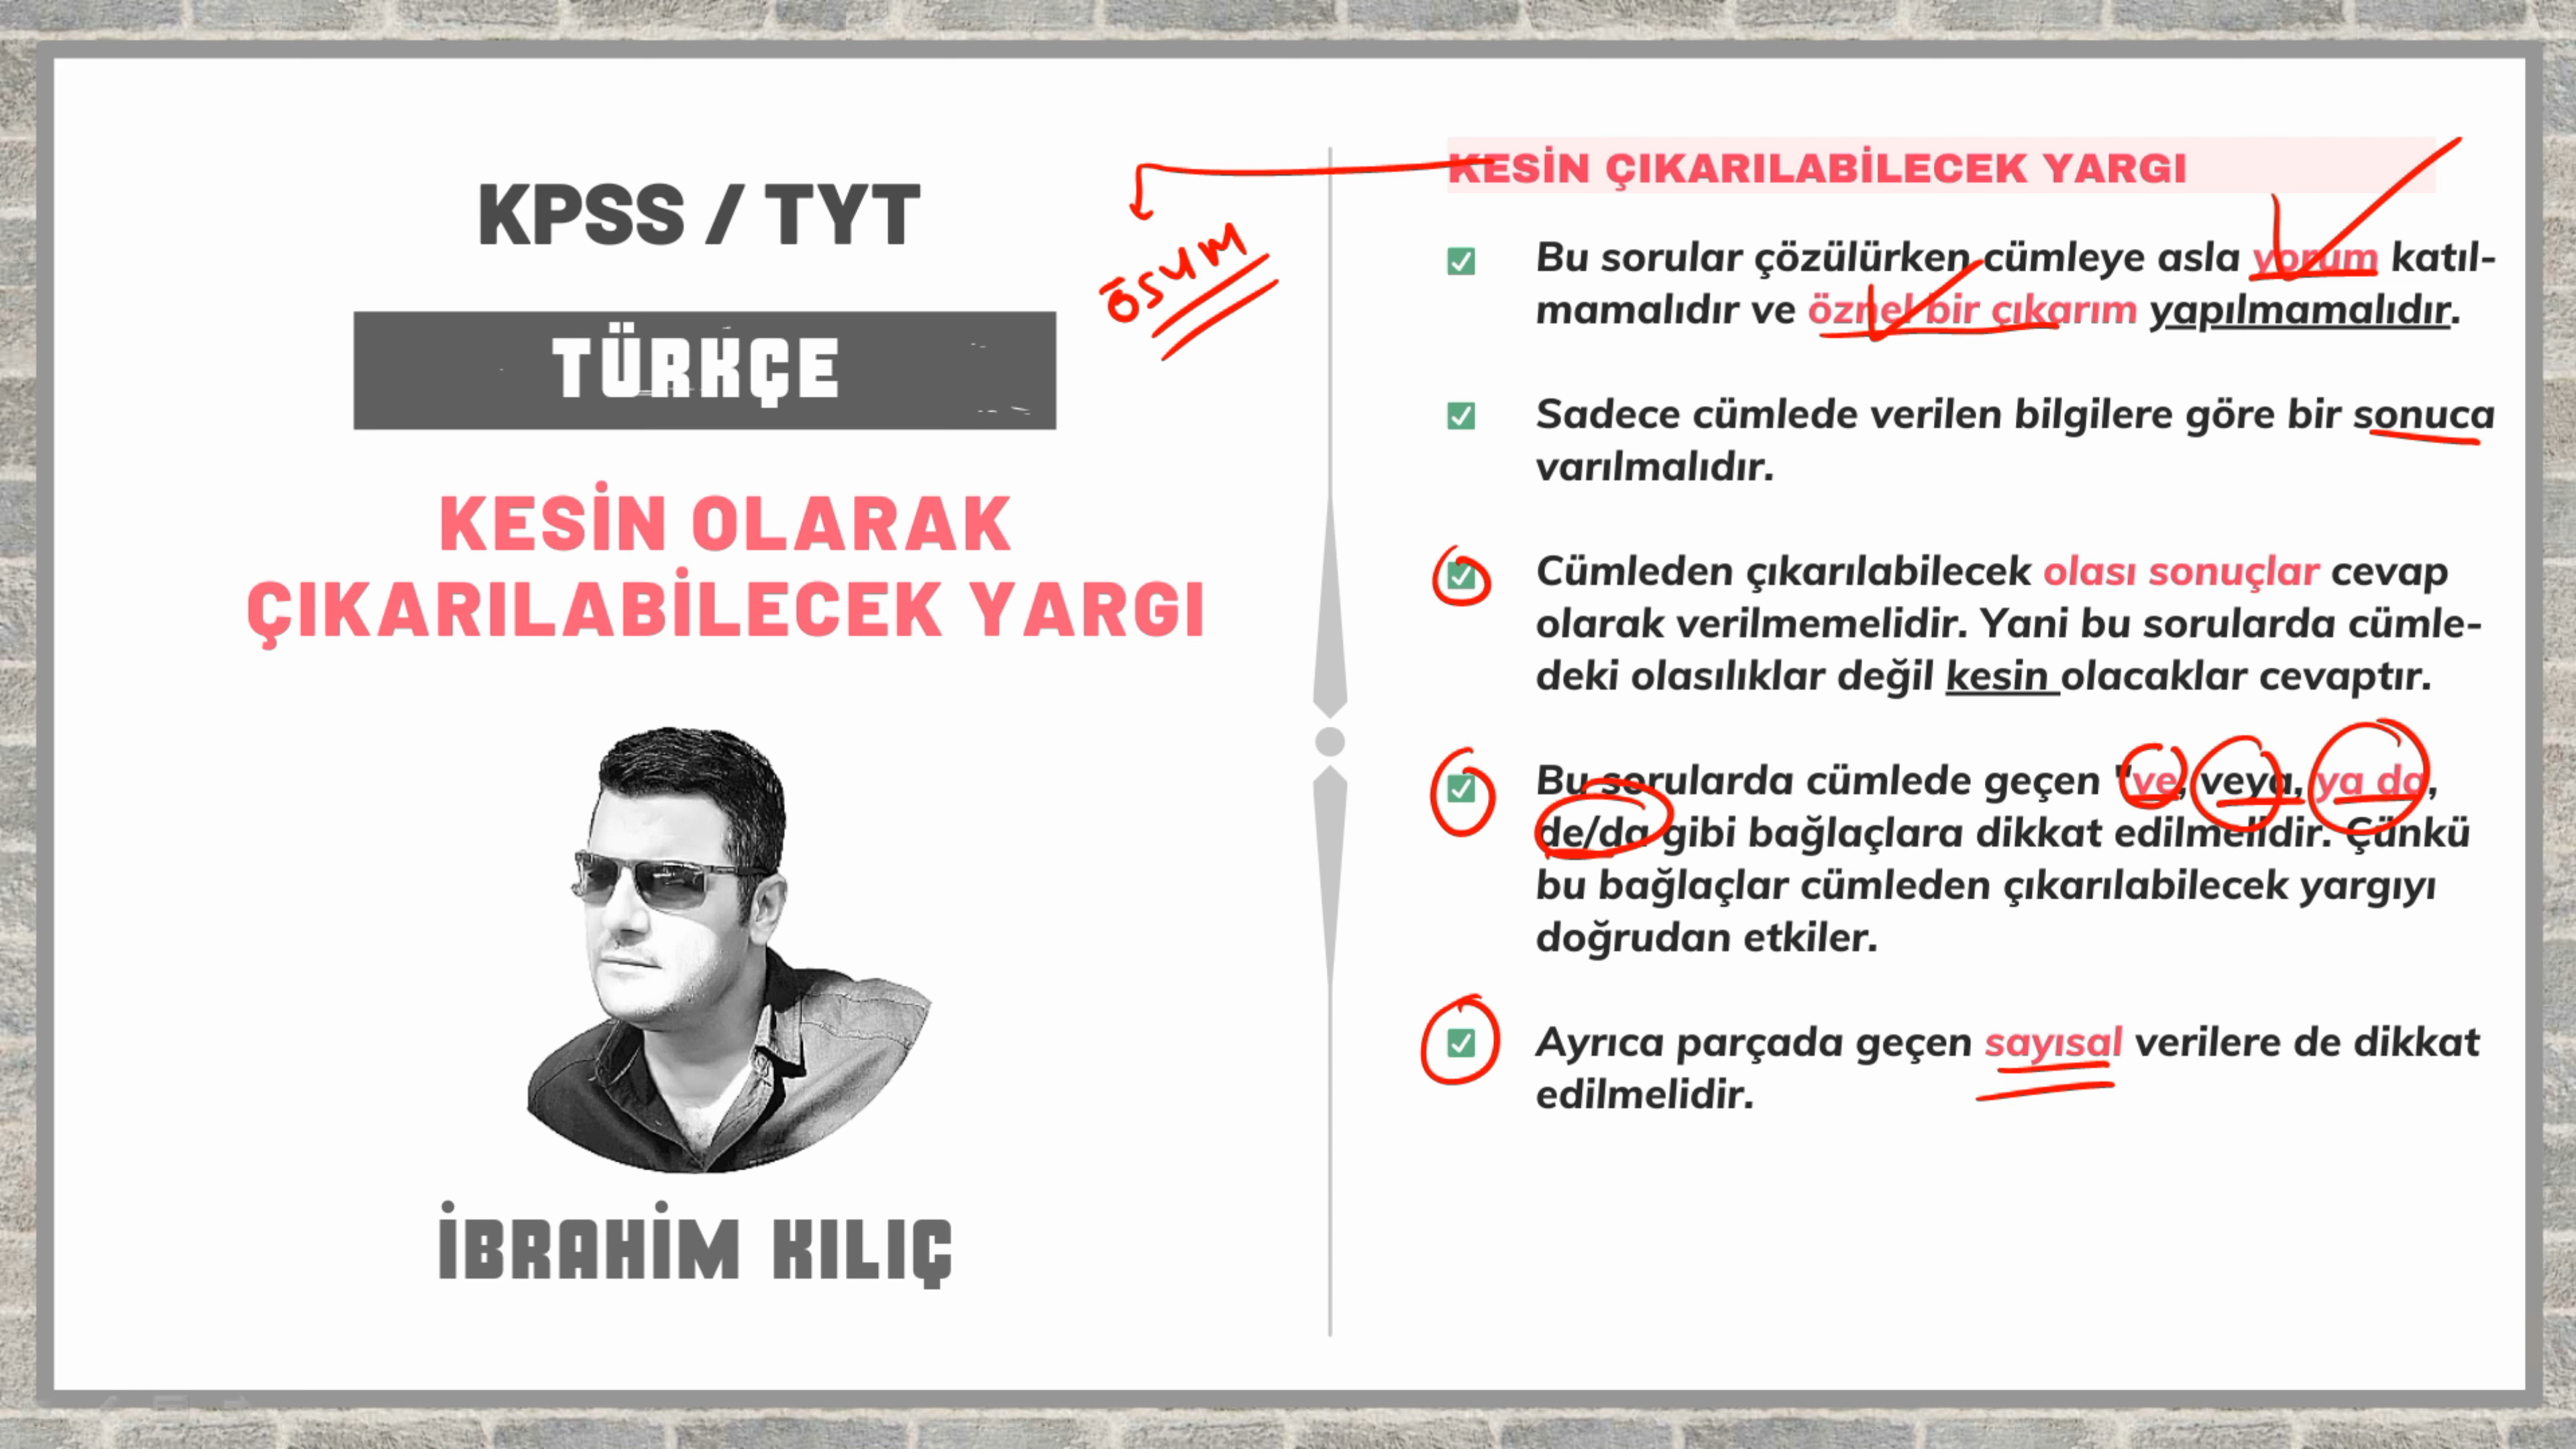 KPSS / TYT
TÜRKÇE
KESİN OLARAK
ÇIKARILABİLECEK YARGI
İBRAHİM KILIÇ
ÖSYM
KESİN ÇIKARILABİLECEK YARGI
Bu sorular çözülürken cümleye asla yorum katıl-
mamalıdır ve öznel bir çıkarım yapılmamalıdır.
Sadece cümlede verilen bilgilere göre bir sonuca
varılmalıdır.
Cümleden çıkarılabilecek olası sonuçlar cevap
olarak verilmemelidir. Yani bu sorularda cümle-
deki olasılıklar değil kesin olacaklar cevaptır.
Bu sorularda cümlede geçen "ve, veya, ya da,
de/da gibi bağlaçlara dikkat edilmelidir. Çünkü
bu bağlaçlar cümleden çıkarılabilecek yargıyı
doğrudan etkiler.
Ayrıca parçada geçen sayısal verilere de dikkat
edilmelidir.